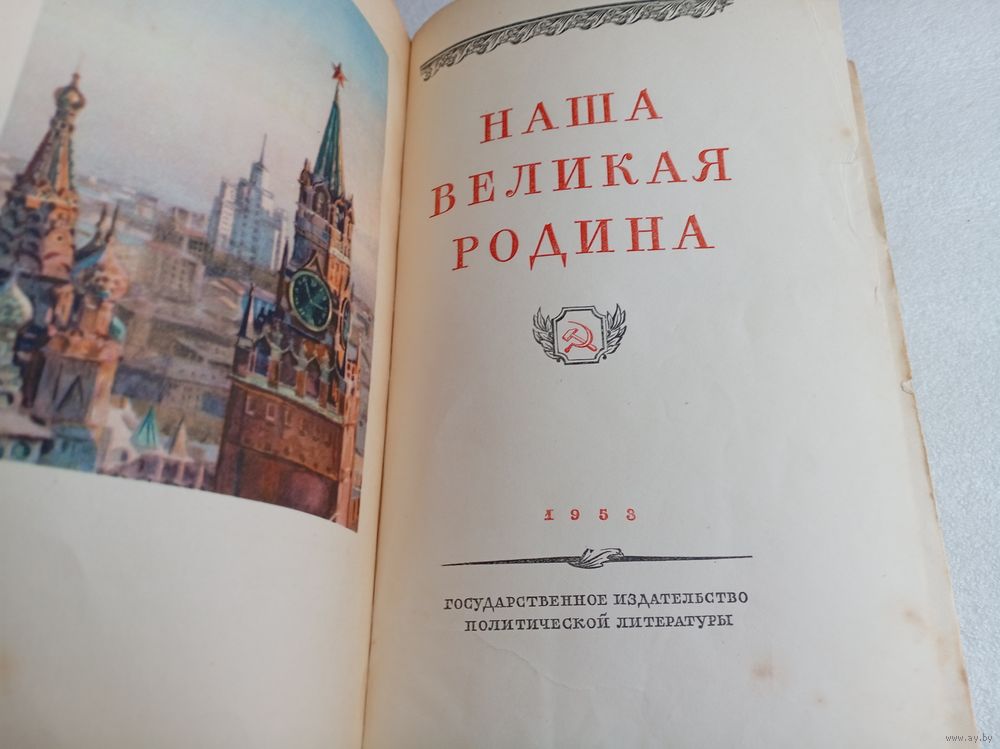 НАША
ВЕЛИКАЯ
РОДИНА
1953
ГОСУДАРСТВЕННОЕ ИЗДАТЕЛЬСТВО
ПОЛИТИЧЕСКОЙ ЛИТЕРАТУРЫ
www.ay.by